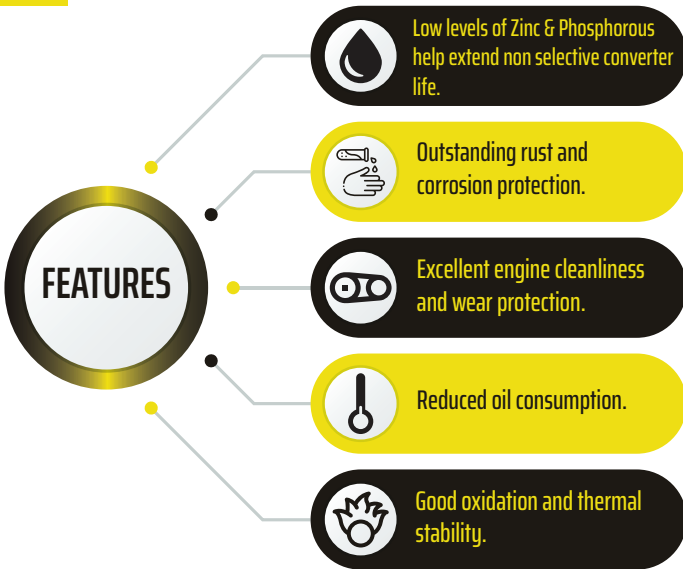 Low levels of Zinc & Phosphorous
help extend non selective converter
life.
Outstanding rust and
corrosion protection.
FEATURES
Excellent engine cleanliness
and wear protection.
Reduced oil consumption.
Good oxidation and thermal
stability.